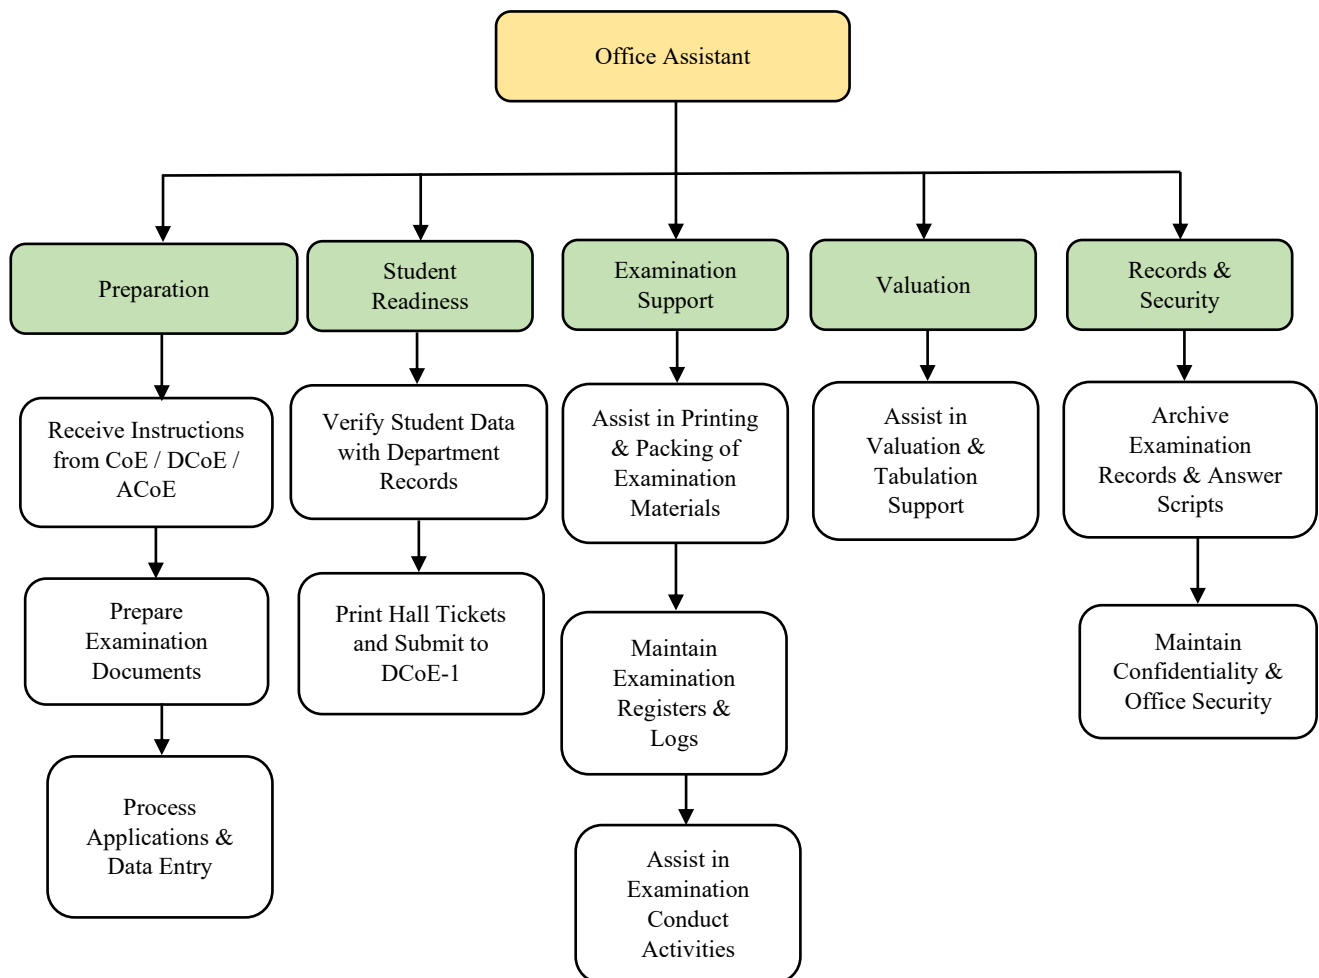 Office Assistant
Preparation
Student
Readiness
Examination
Support
Valuation
Records &
Security
Receive Instructions
from CoE / DCoE /
ACoE
Prepare
Examination
Documents
Process
Applications &
Data Entry
Verify Student Data
with Department
Records
Print Hall Tickets
and Submit to
DCoE-1
Assist in Printing
& Packing of
Examination
Materials
Maintain
Examination
Registers &
Logs
Assist in
Examination
Conduct
Activities
Assist in
Valuation &
Tabulation
Support
Archive
Examination
Records & Answer
Scripts
Maintain
Confidentiality &
Office Security